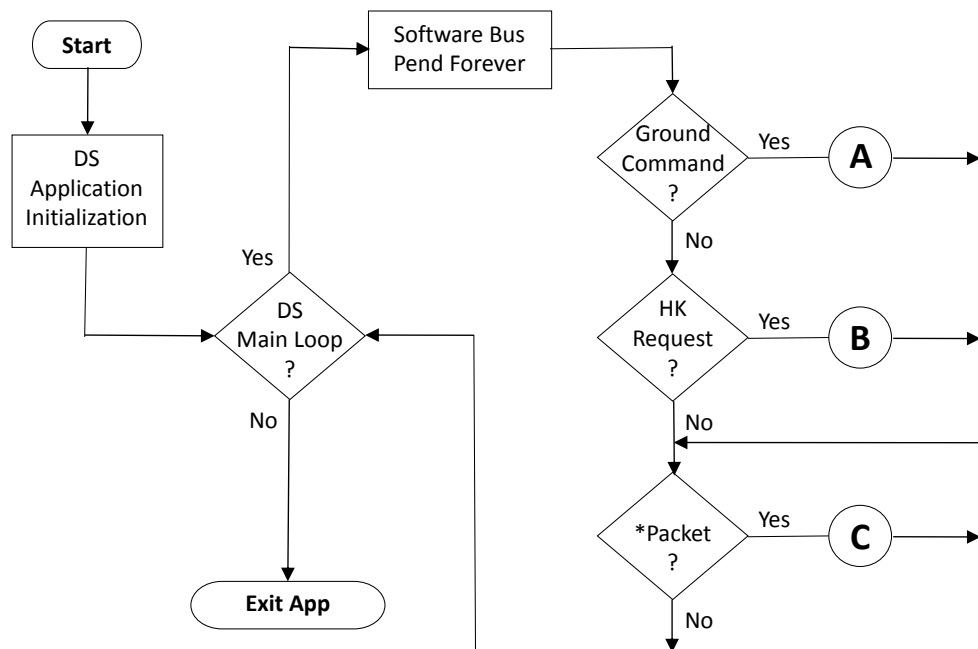 Start
DS
Application
Initialization
Yes
DS
Main Loop
?
No
Exit App
Software Bus
Pend Forever
Ground
Command
?
Yes
A
No
HK
Request
?
Yes
B
No
*Packet
?
Yes
C
No